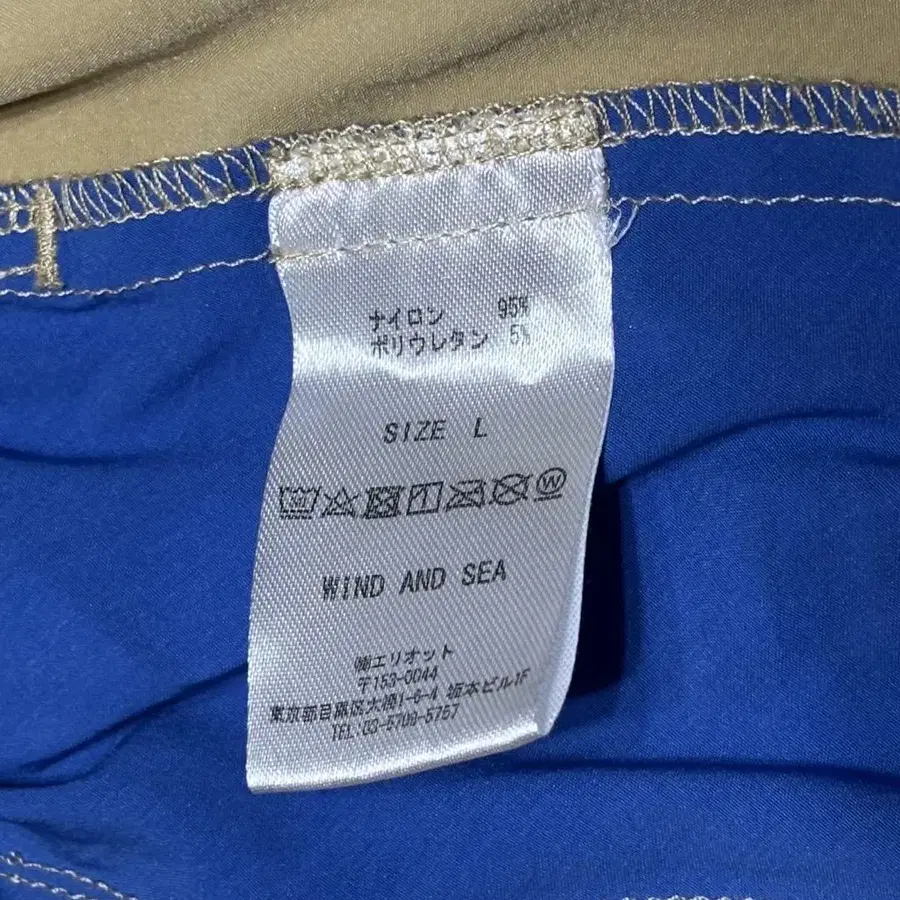 ナイロン 95%
ポリウレタン 5%
SIZE L
W
WIND AND SEA
㈱エリオット
〒153-0044
東京都目黒区大橋1-6-4 坂本ビル1F
TEL:03-5708-5757